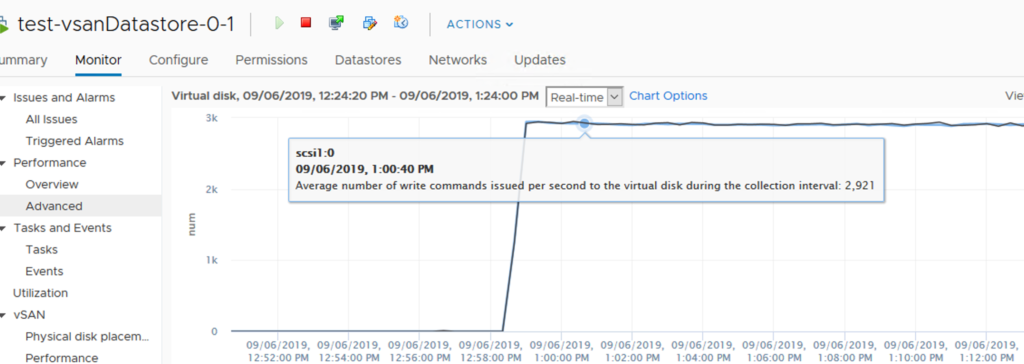 test-vsanDatastore-0-1
ACTIONS
ummary Monitor Configure Permissions Datastores Networks Updates
Issues and Alarms
All Issues
Triggered Alarms
Performance
Overview
Advanced
Tasks and Events
Tasks
Events
Utilization
vSAN
Physical disk placem...
Performance
Virtual disk, 09/06/2019, 12:24:20 PM - 09/06/2019, 1:24:00 PM Real-time Chart Options Vie
3k
2k
1k
0
num
scsi1:0
09/06/2019, 1:00:40 PM
Average number of write commands issued per second to the virtual disk during the collection interval: 2,921
09/06/2019, 09/06/2019, 09/06/2019, 09/06/2019, 09/06/2019, 09/06/2019, 09/06/2019, 09/06/2019, 09/06/2019, 09/06/2019, 09/06/2019,
12:52:00 PM 12:54:00 PM 12:56:00 PM 12:58:00 PM 1:00:00 PM 1:02:00 PM 1:04:00 PM 1:06:00 PM 1:08:00 PM 1:10:00 PM 1:12:00 PM